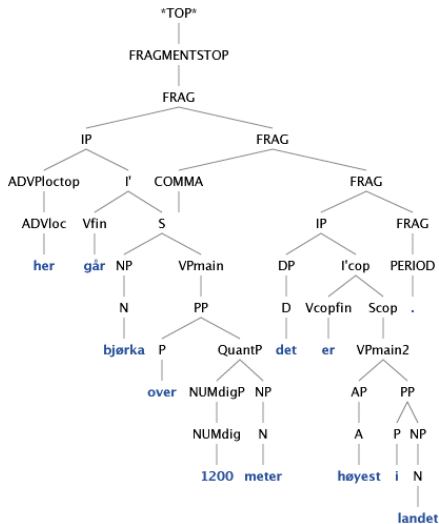 *TOP*
FRAGMENTSTOP
FRAG
IP FRAG
ADVPloctop I' COMMA FRAG
ADVloc Vfin S IP FRAG
her går NP VPmain DP I'cop PERIOD
N PP D Vcopfin Scop .
bjørka P QuantP det er VPmain2
over NUMdigP NP AP PP
NUMdig N A P NP
1200 meter høyest i N
landet